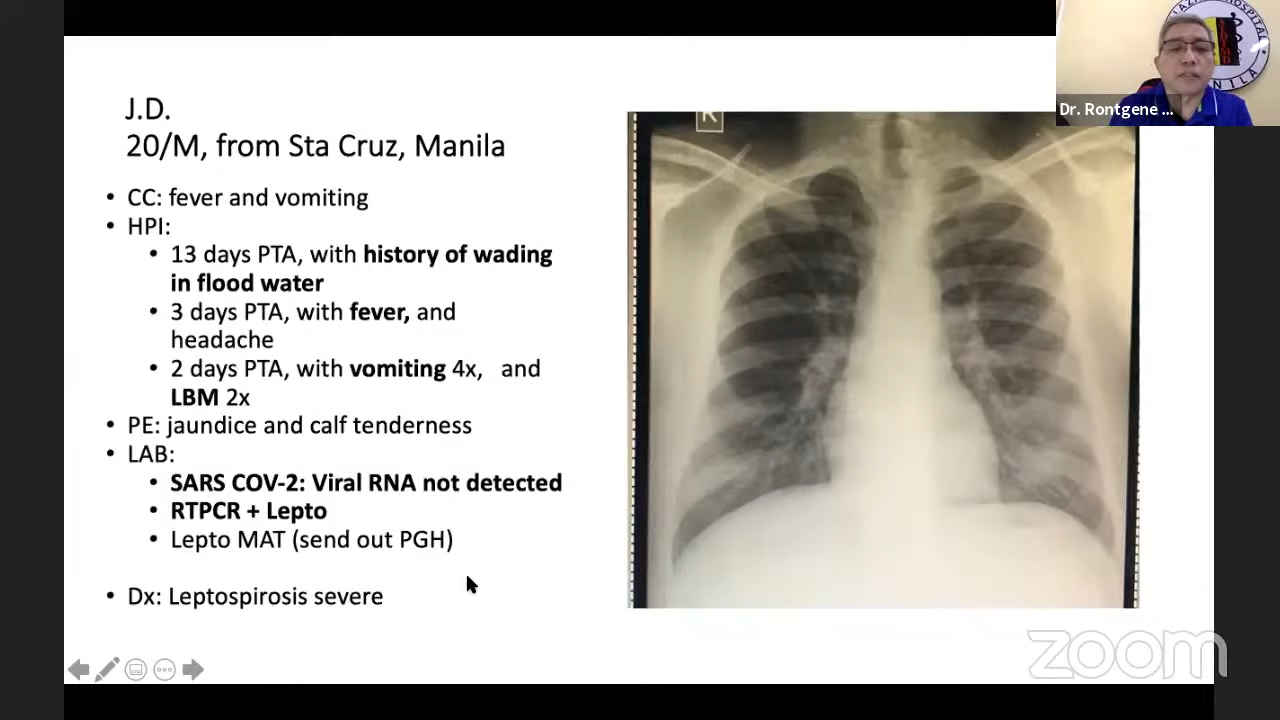 J.D.
20/M, from Sta Cruz, Manila
• CC: fever and vomiting
• HPI:
• 13 days PTA, with history of wading
in flood water
• 3 days PTA, with fever, and
headache
• 2 days PTA, with vomiting 4x, and
LBM 2x
• PE: jaundice and calf tenderness
• LAB:
• SARS COV-2: Viral RNA not detected
• RTPCR + Lepto
• Lepto MAT (send out PGH)
• Dx: Leptospirosis severe
R
HOSPITAL
Dr. Rontgene ...
zoom